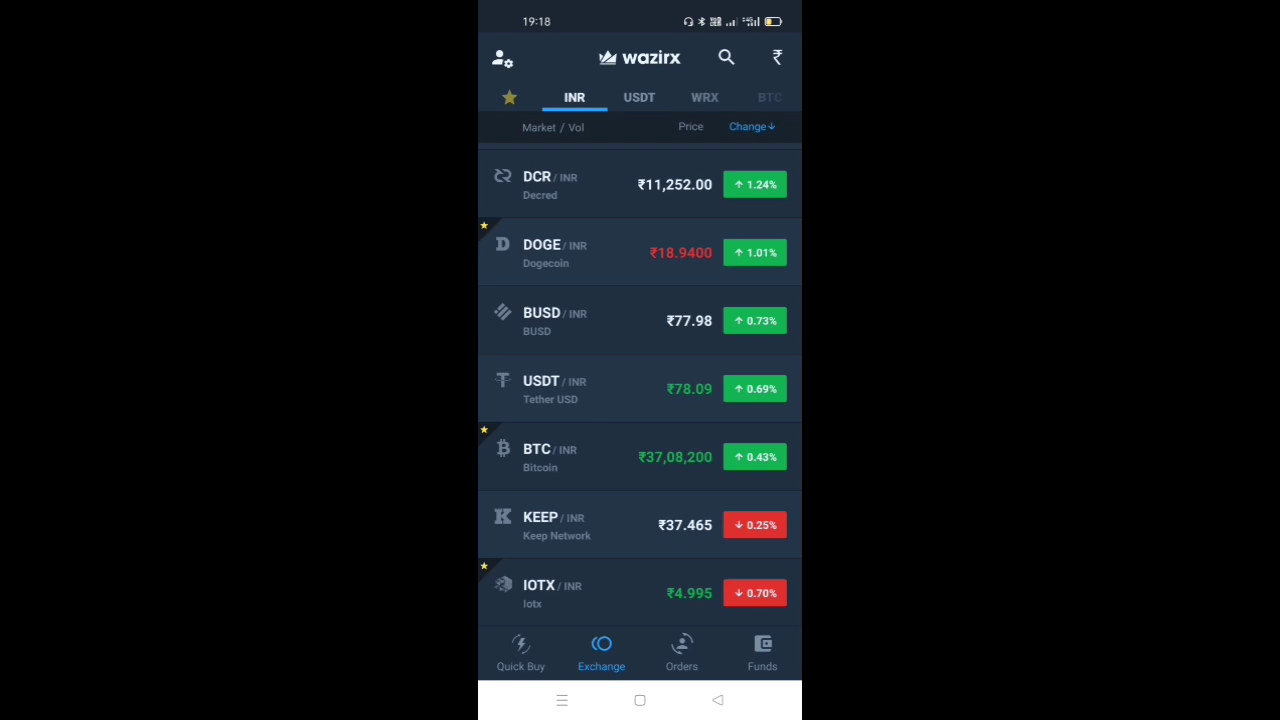 19:18
wazirx ₹
INR USDT WRX BTC
Market / Vol Price Change↓
DCR / INR ₹11,252.00 ↑ 1.24%
Decred
DOGE / INR ₹18.9400 ↑ 1.01%
Dogecoin
BUSD / INR ₹77.98 ↑ 0.73%
BUSD
USDT / INR ₹78.09 ↑ 0.69%
Tether USD
BTC / INR ₹37,08,200 ↑ 0.43%
Bitcoin
KEEP / INR ₹37.465 ↓ 0.25%
Keep Network
IOTX / INR ₹4.995 ↓ 0.70%
Iotx
Quick Buy Exchange Orders Funds